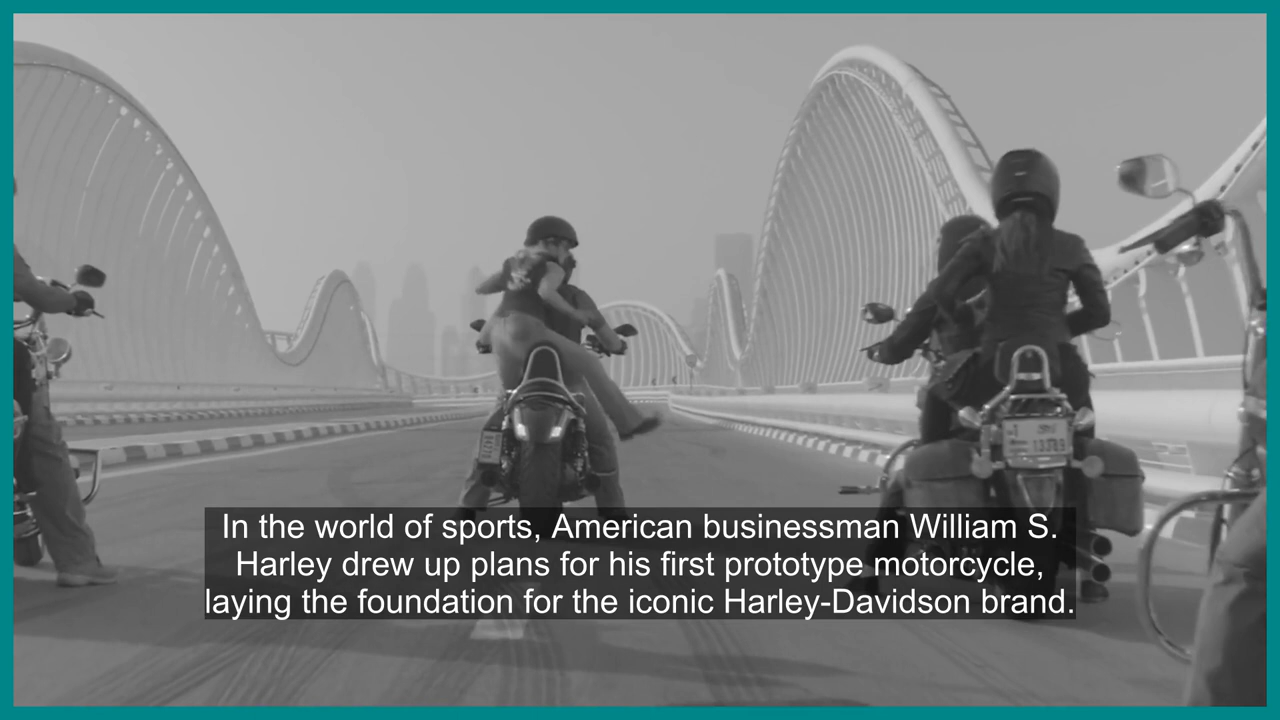 In the world of sports, American businessman William S.
Harley drew up plans for his first prototype motorcycle,
laying the foundation for the iconic Harley-Davidson brand.
13389